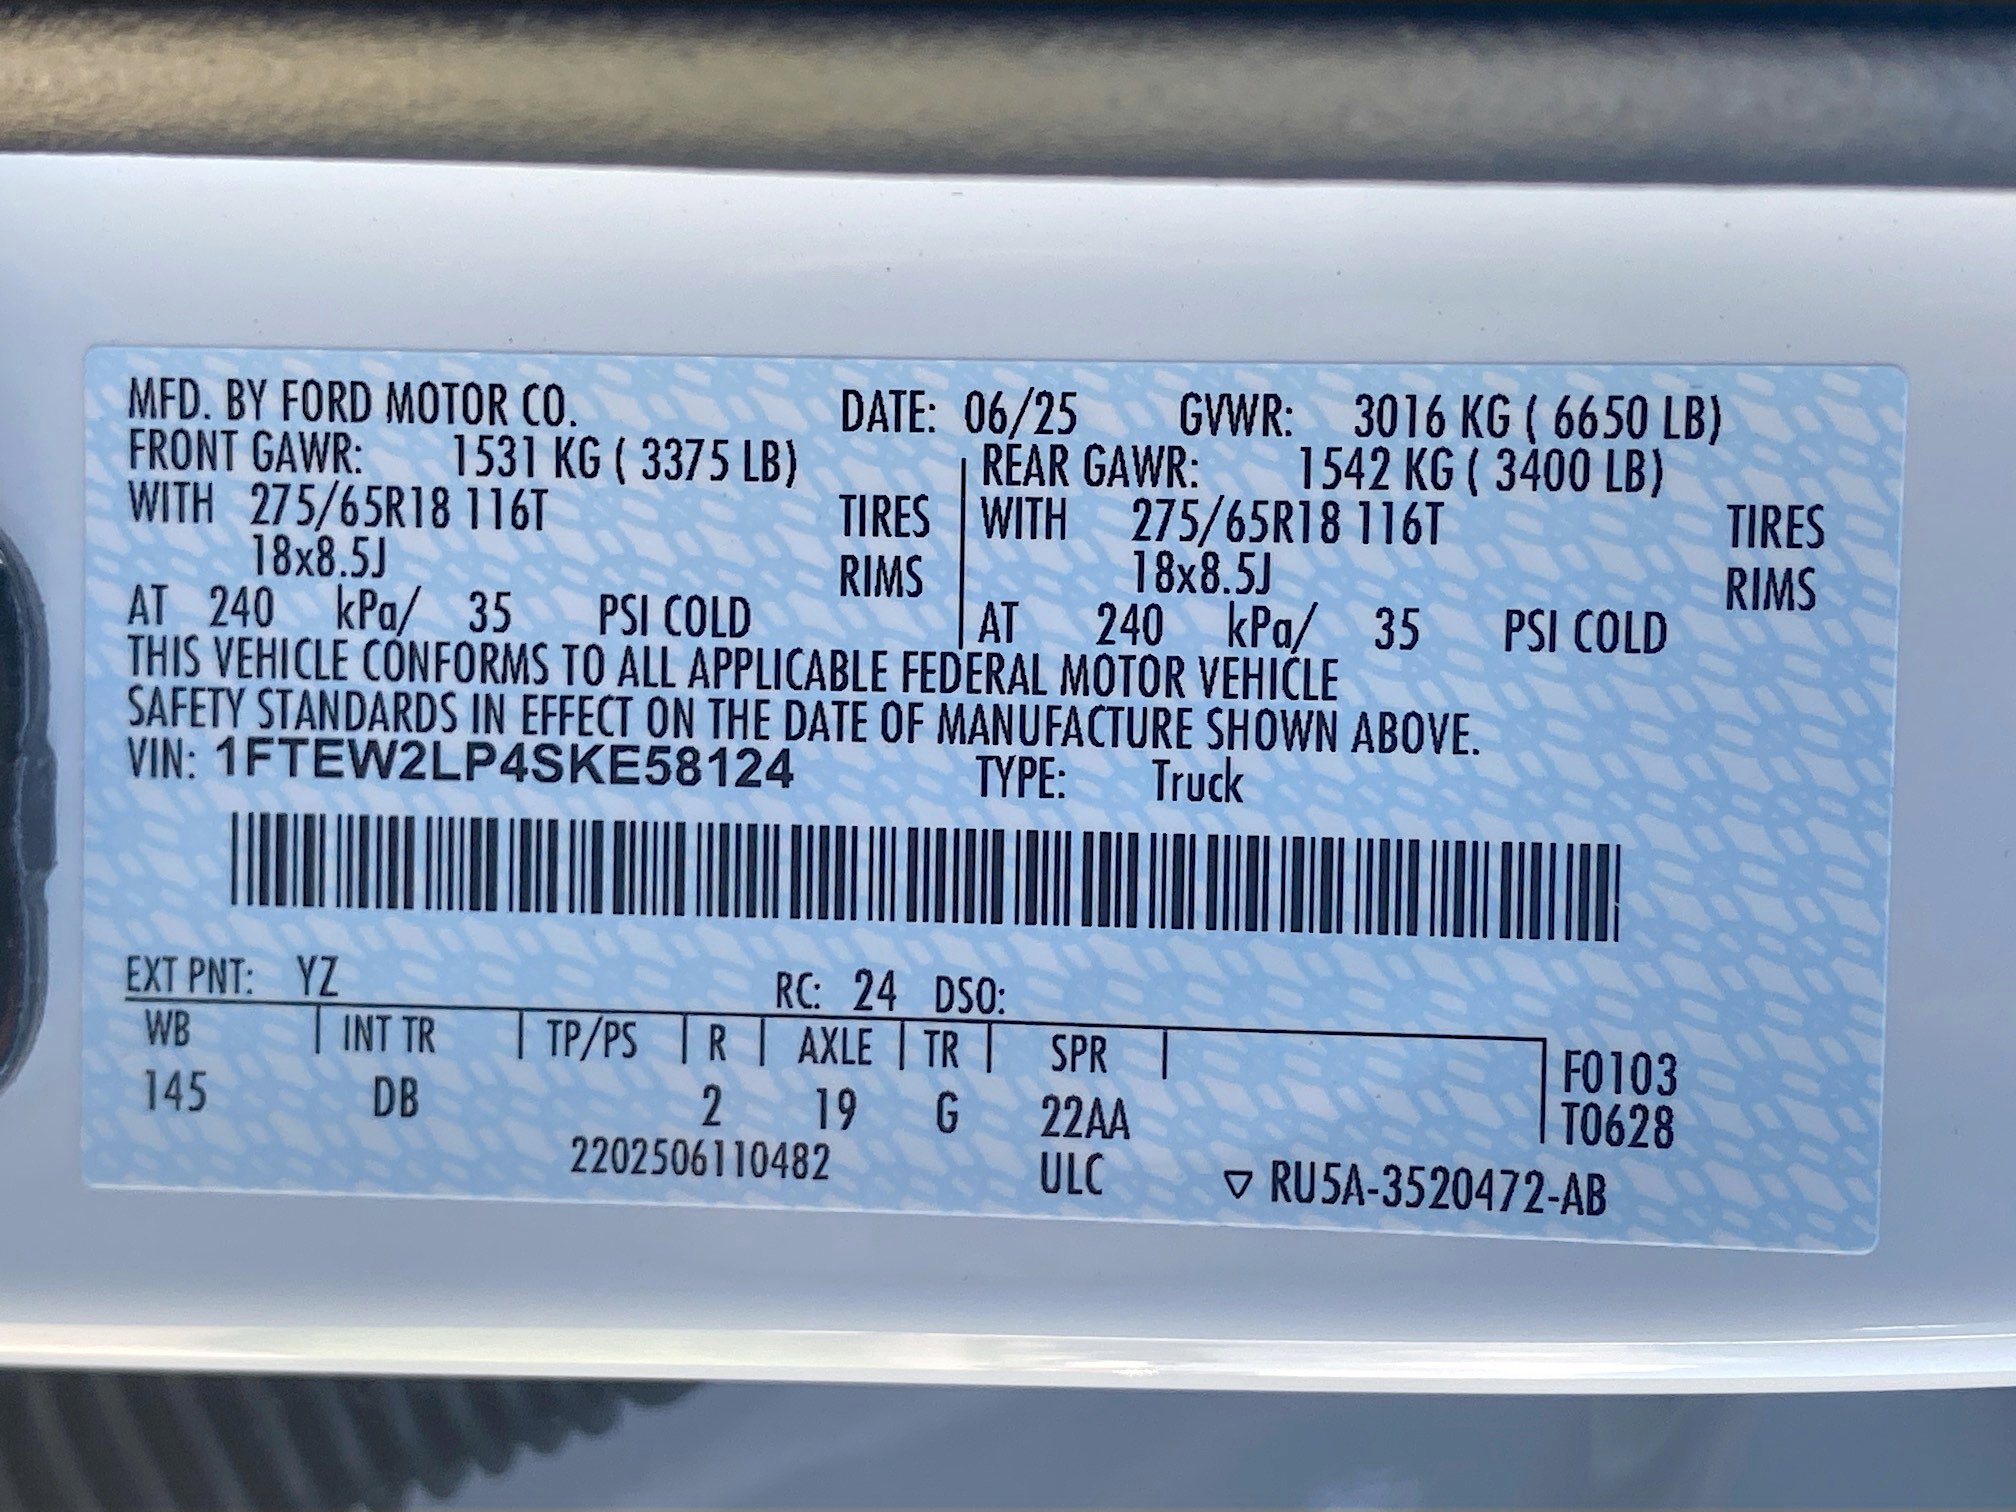 MFD. BY FORD MOTOR CO. DATE: 06/25 GVWR: 3016 KG ( 6650 LB)
FRONT GAWR: 1531 KG ( 3375 LB) REAR GAWR: 1542 KG ( 3400 LB)
WITH 275/65R18 116T TIRES WITH 275/65R18 116T TIRES
18x8.5J RIMS 18x8.5J RIMS
AT 240 kPa/ 35 PSI COLD AT 240 kPa/ 35 PSI COLD
THIS VEHICLE CONFORMS TO ALL APPLICABLE FEDERAL MOTOR VEHICLE
SAFETY STANDARDS IN EFFECT ON THE DATE OF MANUFACTURE SHOWN ABOVE.
VIN: 1FTEW2LP4SKE58124 TYPE: Truck
EXT PNT: YZ RC: 24 DSO:
WB INT TR TP/PS R AXLE TR SPR F0103
145 DB 2 19 G 22AA T0628
2202506110482 ULC ▽ RU5A-3520472-AB